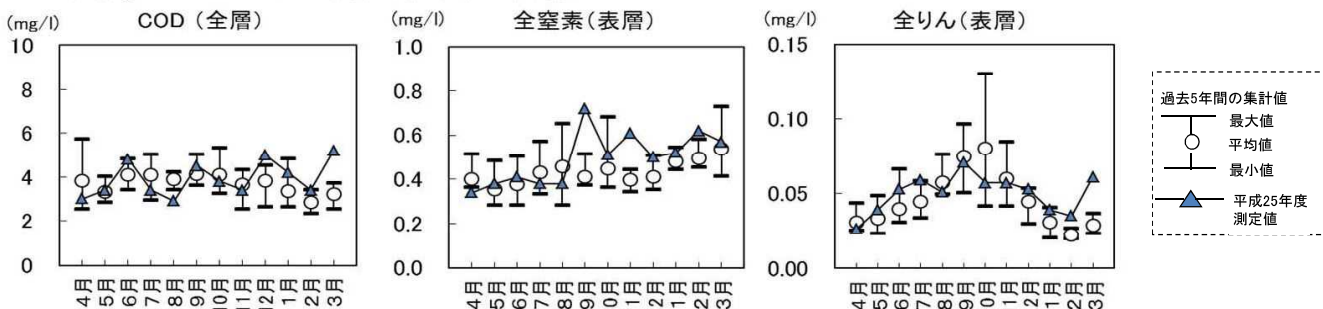 (mg/l) COD (全層)
10
8
6
4
2
0
4月 5月 6月 7月 8月 9月 10月 11月 12月 1月 2月 3月
(mg/l) 全窒素(表層)
1.0
0.8
0.6
0.4
0.2
0.0
4月 5月 6月 7月 8月 9月 0月 1月 2月 1月 2月 3月
(mg/l) 全りん(表層)
0.15
0.10
0.05
0.00
4月 5月 6月 7月 8月 9月 0月 1月 2月 1月 2月 3月
過去5年間の集計値
最大値
平均値
最小値
平成25年度
測定値